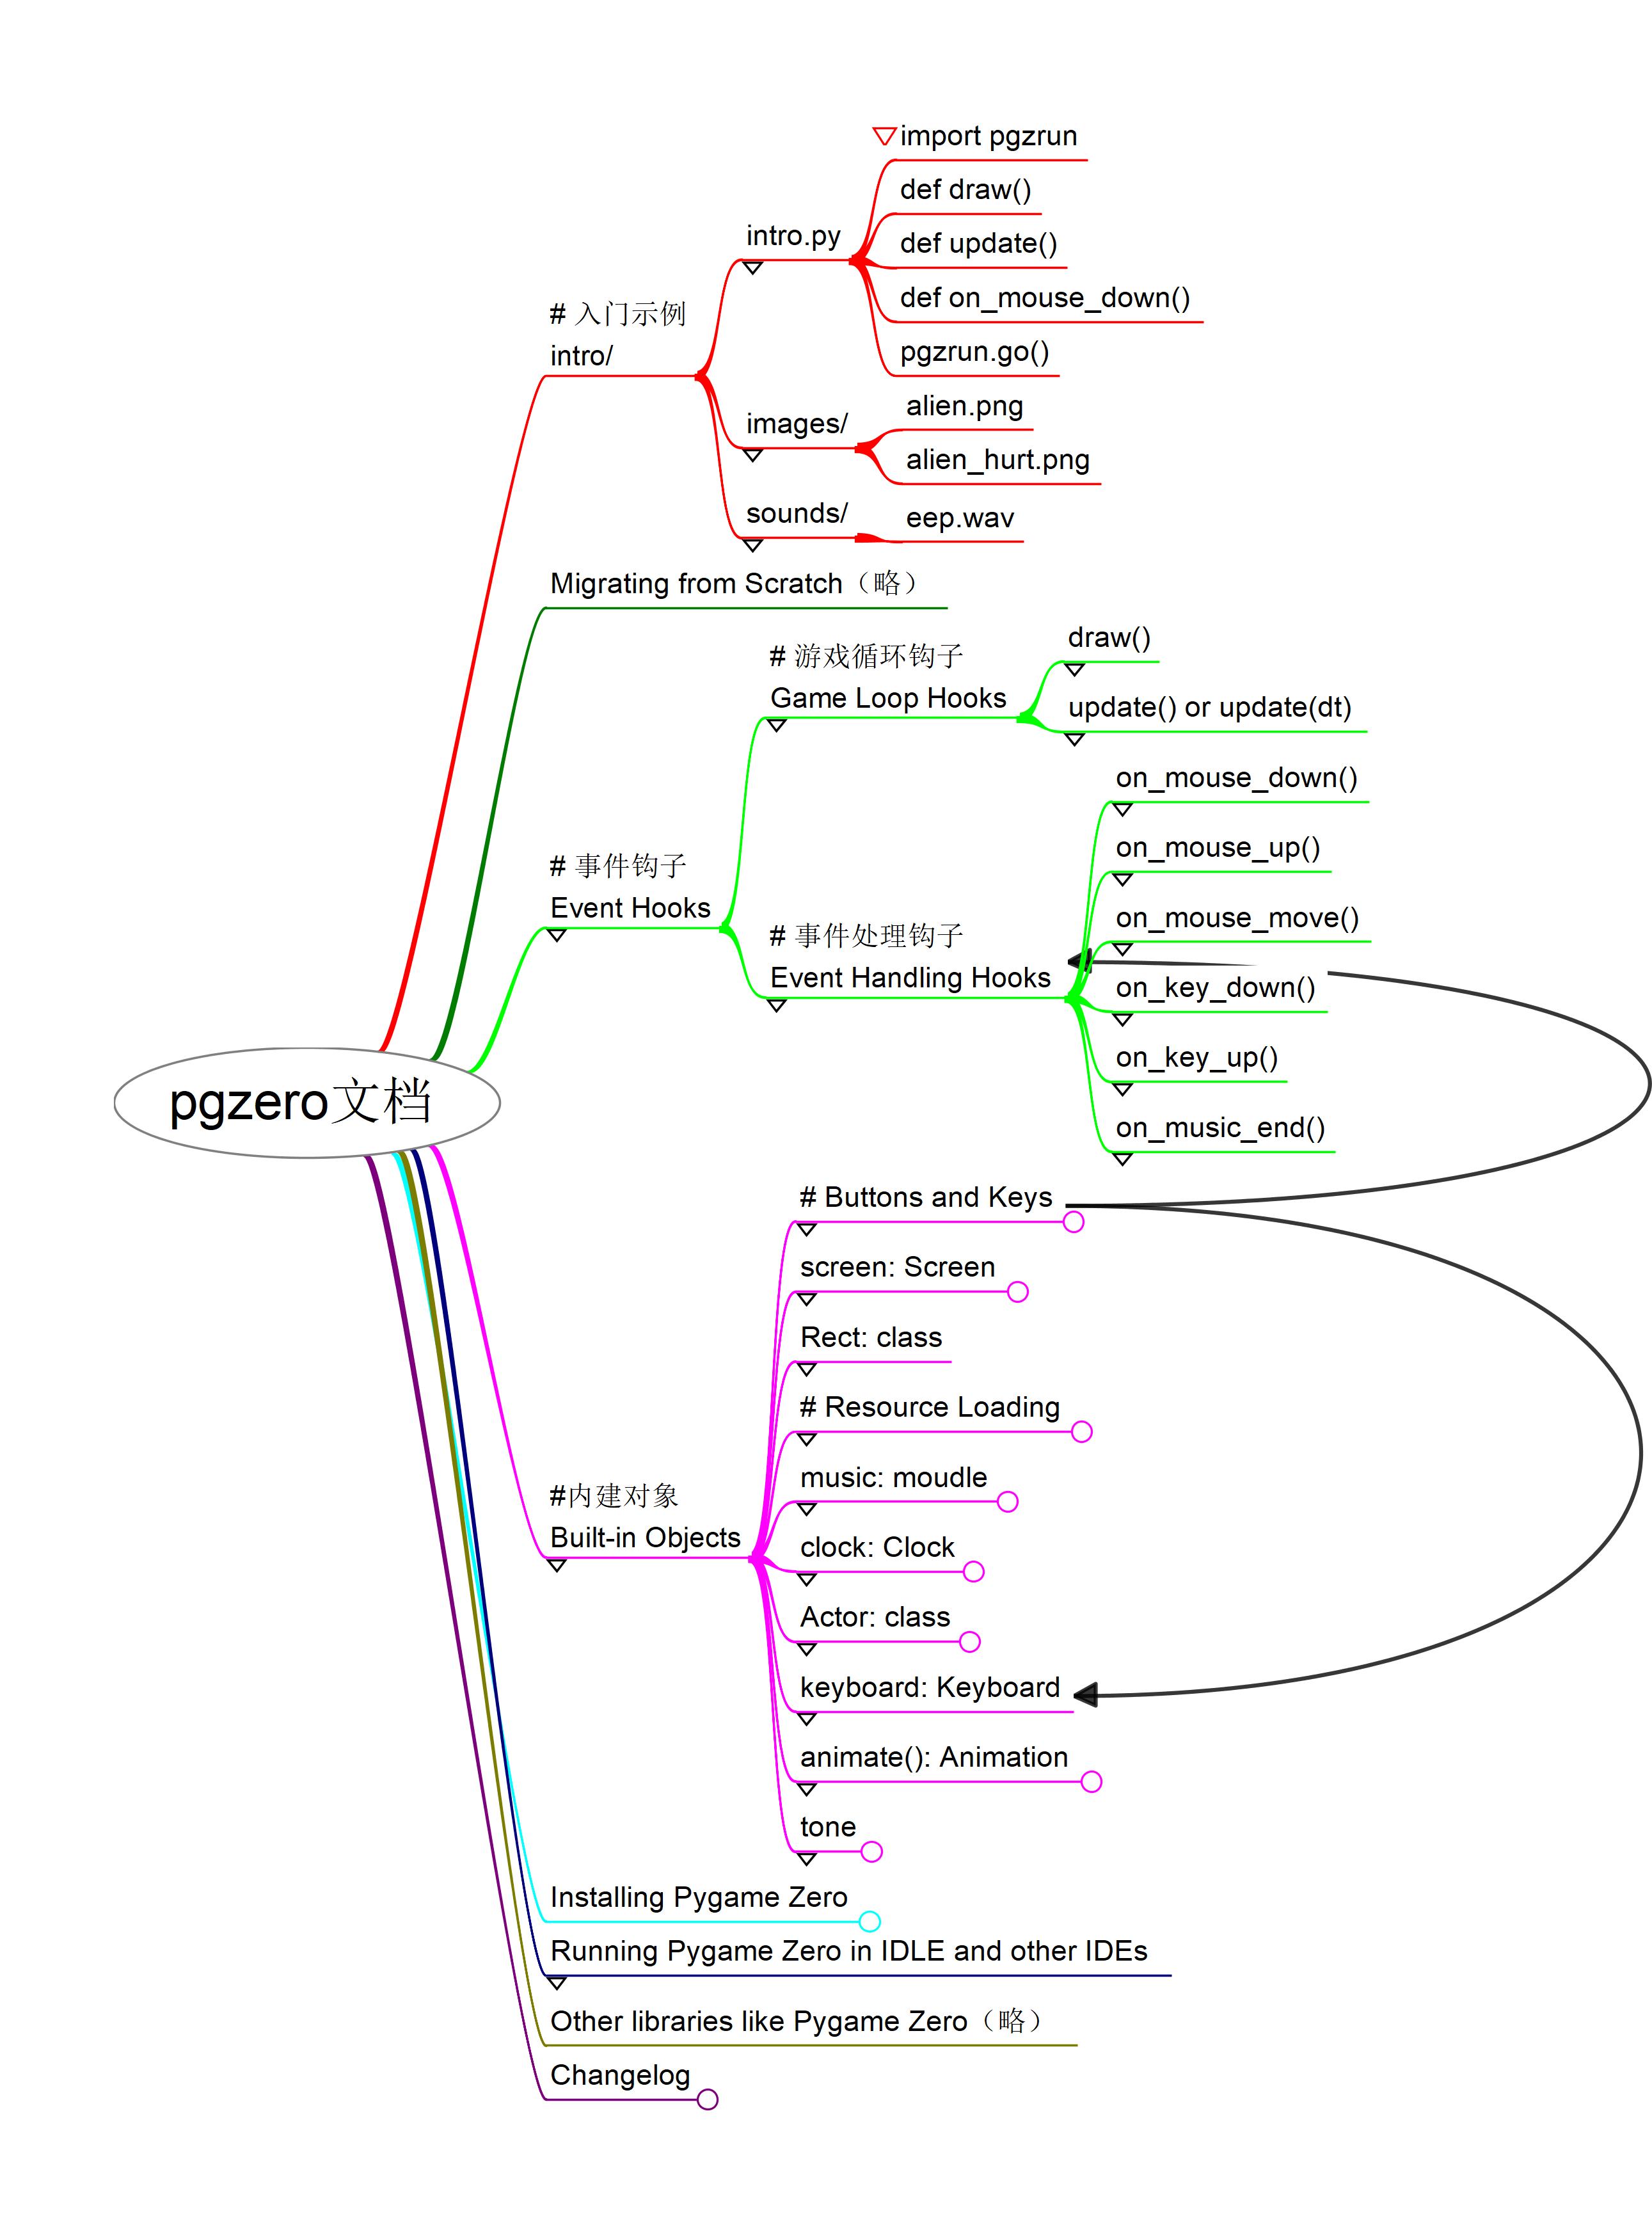 import pgzrun
def draw()
intro.py
def update()
def on_mouse_down()
# 入门示例
intro/
pgzrun.go()
images/
alien.png
alien_hurt.png
sounds/
eep.wav
Migrating from Scratch（略）
# 游戏循环钩子
Game Loop Hooks
draw()
update() or update(dt)
# 事件钩子
Event Hooks
# 事件处理钩子
Event Handling Hooks
on_mouse_down()
on_mouse_up()
on_mouse_move()
on_key_down()
on_key_up()
on_music_end()
pgzero文档
# Buttons and Keys
screen: Screen
Rect: class
# Resource Loading
music: moudle
#内建对象
Built-in Objects
clock: Clock
Actor: class
keyboard: Keyboard
animate(): Animation
tone
Installing Pygame Zero
Running Pygame Zero in IDLE and other IDEs
Other libraries like Pygame Zero（略）
Changelog